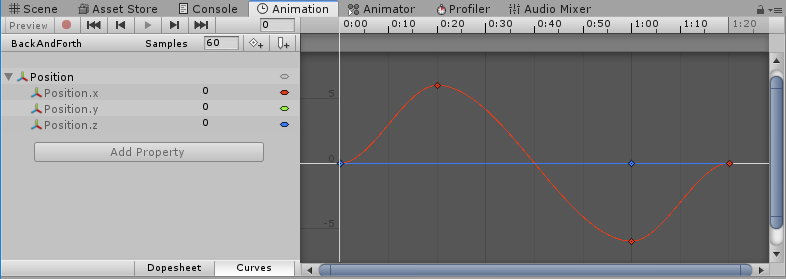 Scene Asset Store Console Animation Animator Profiler Audio Mixer
Preview 0 0:00 0:10 0:20 0:30 0:40 0:50 1:00 1:10 1:20
BackAndForth Samples 60
Position
Position.x 0
Position.y 0
Position.z 0
Add Property
5
0
-5
Dopesheet Curves